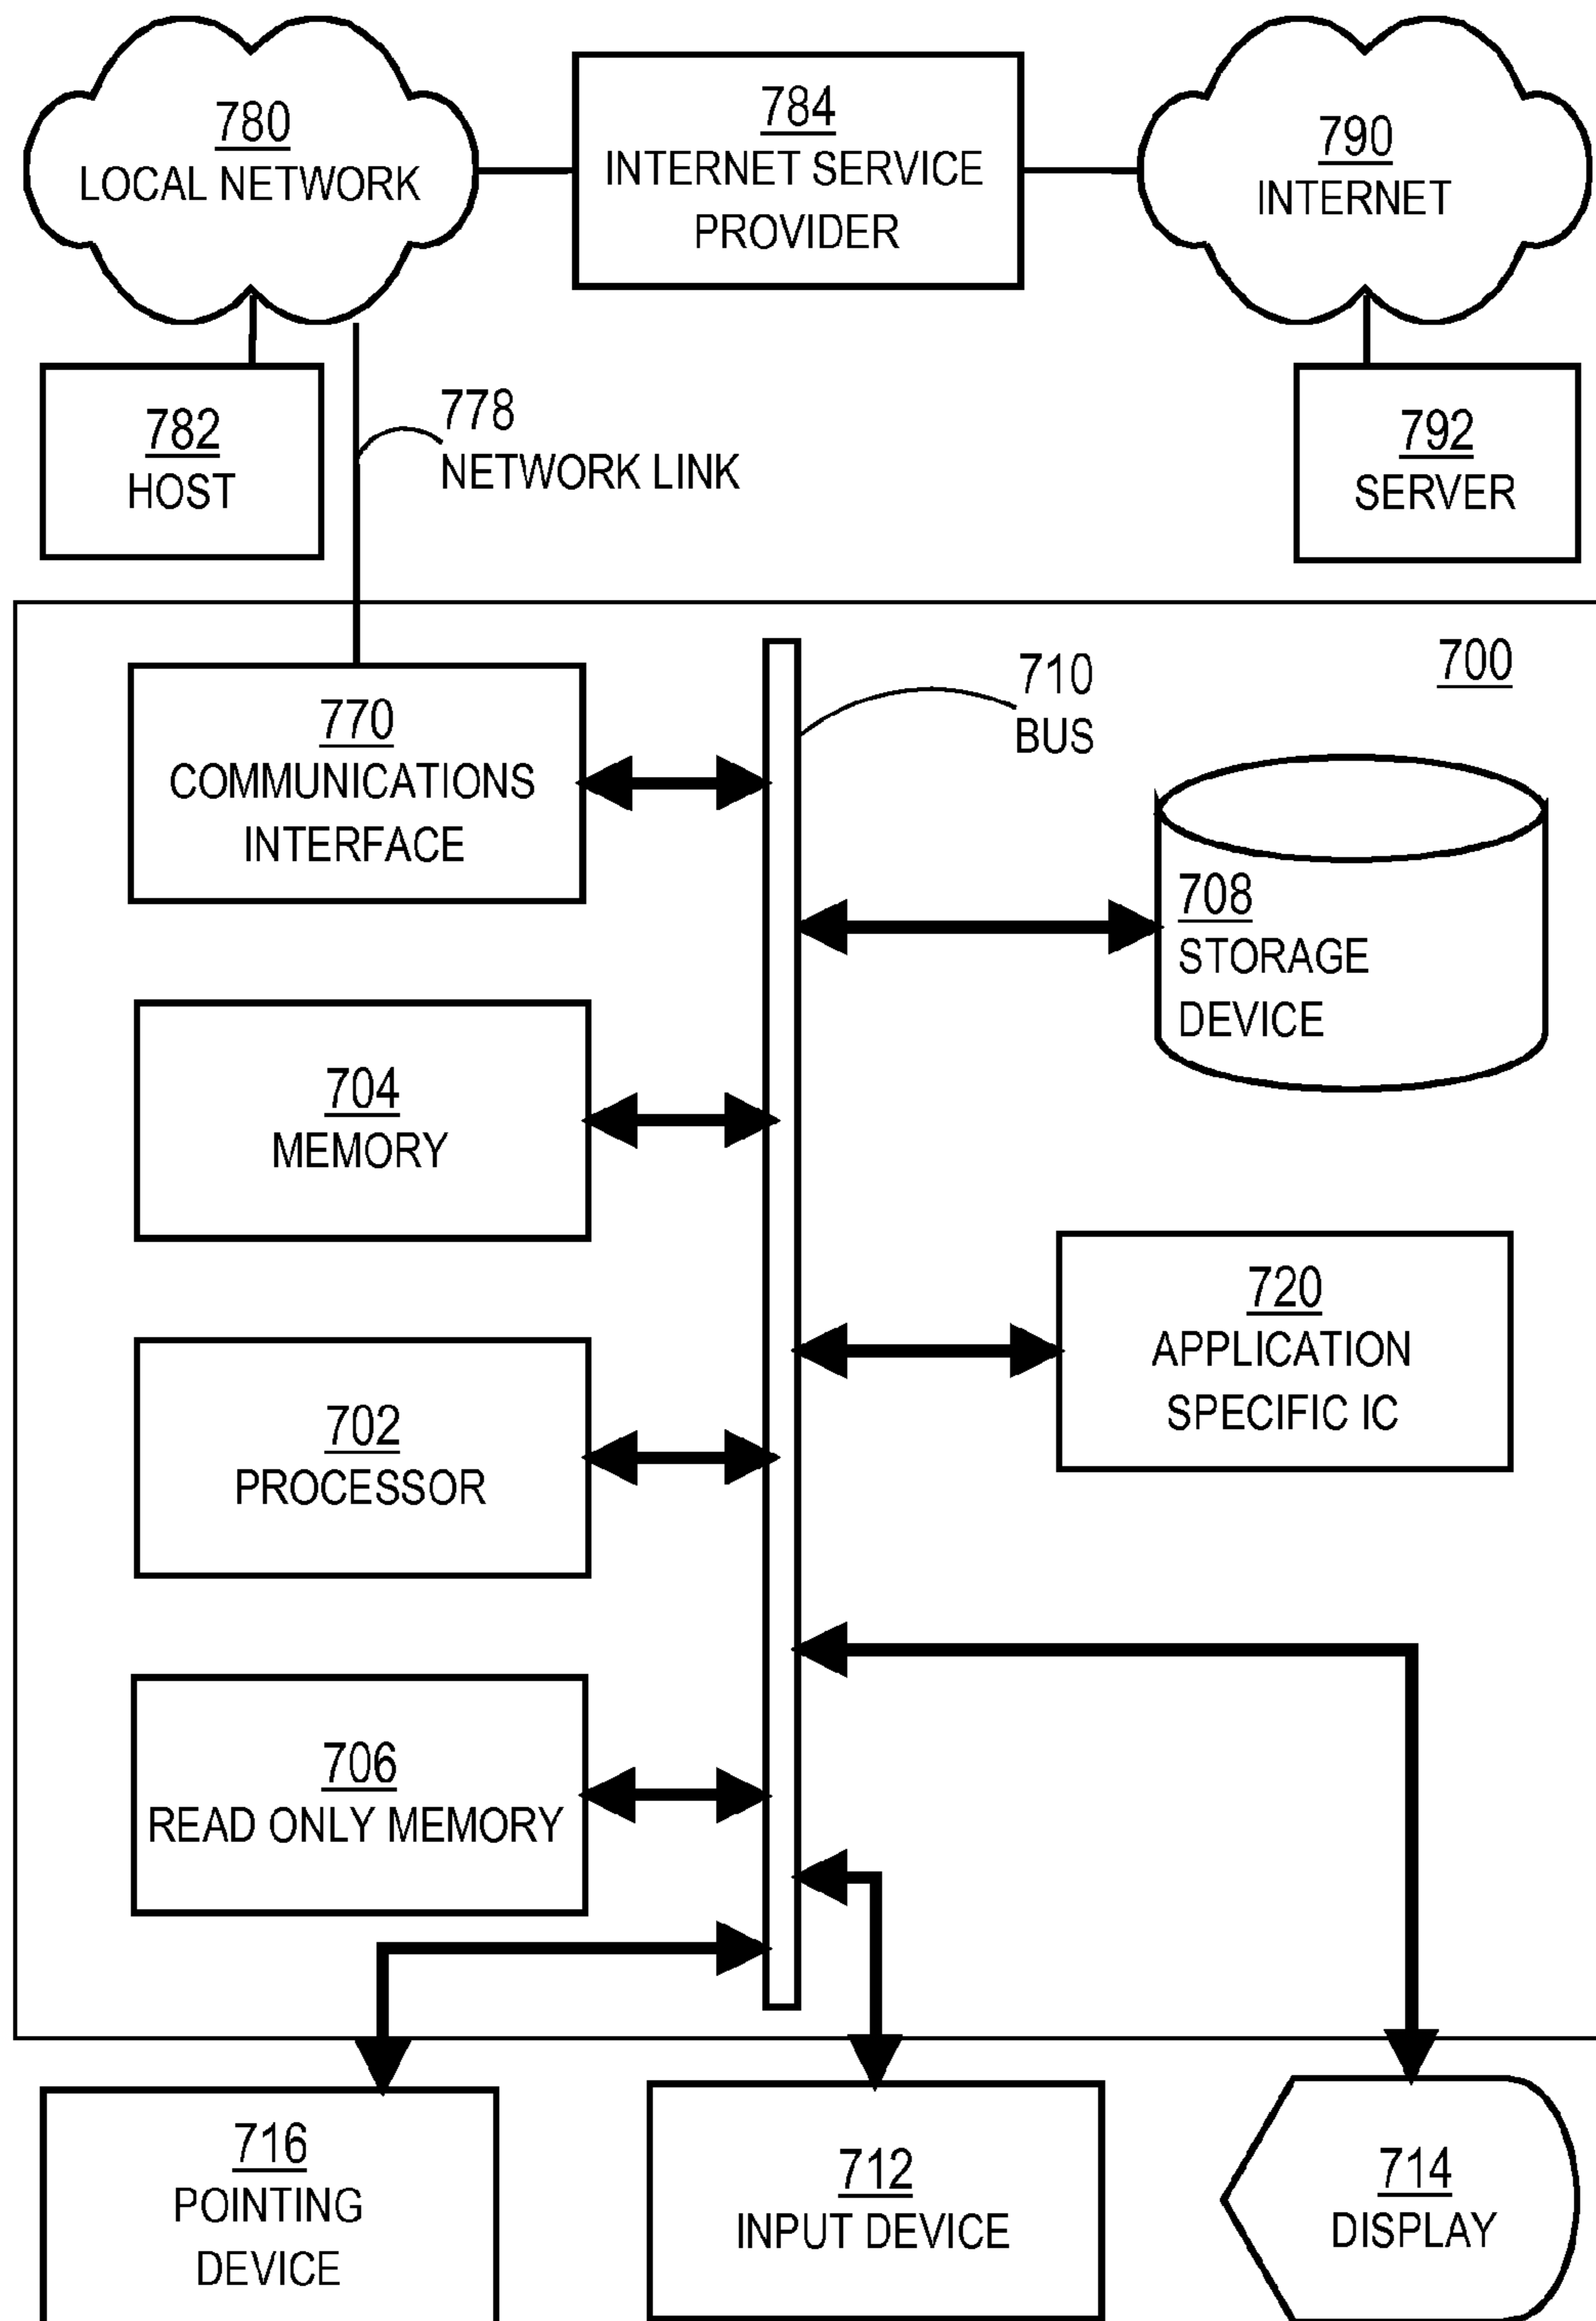 780
LOCAL NETWORK
784
INTERNET SERVICE
PROVIDER
790
INTERNET
782
HOST
778
NETWORK LINK
792
SERVER
700
710
BUS
770
COMMUNICATIONS
INTERFACE
708
STORAGE
DEVICE
704
MEMORY
720
APPLICATION
SPECIFIC IC
702
PROCESSOR
706
READ ONLY MEMORY
716
POINTING
DEVICE
712
INPUT DEVICE
714
DISPLAY